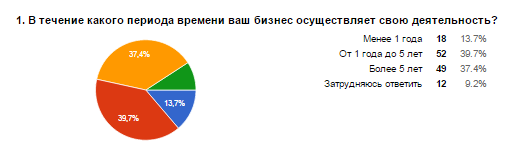 1. В течение какого периода времени ваш бизнес осуществляет свою деятельность?
Менее 1 года 18 13.7%
От 1 года до 5 лет 52 39.7%
Более 5 лет 49 37.4%
Затрудняюсь ответить 12 9.2%
37,4%
13,7%
39,7%